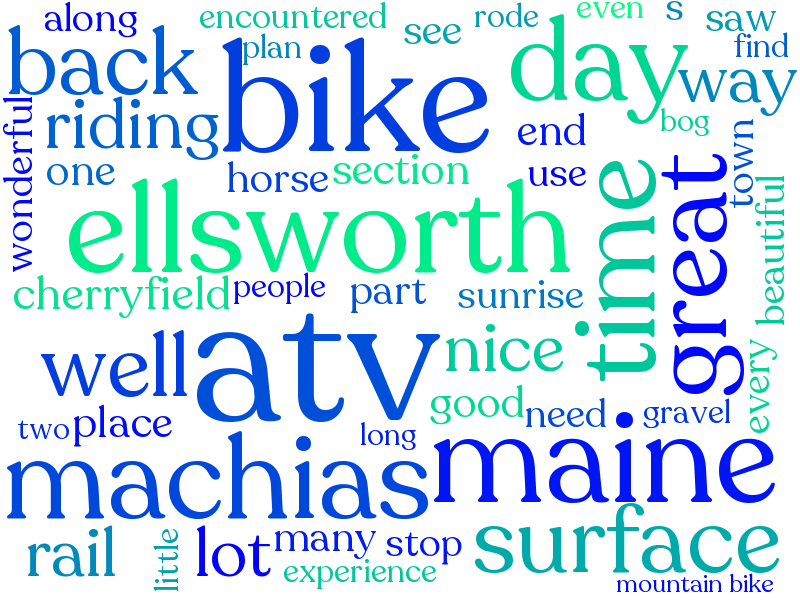 along
encountered
rode
even
s
saw
plan
see
find
back
bike
day
way
riding
wonderful
end
bog
town
one
horse
section
use
time
great
beautiful
ellsworth
cherryfield
people
part
sunrise
well
atv
nice
every
good
need
gravel
two
place
long
machias
maine
rail
little
lot
many
stop
surface
experience
mountain bike